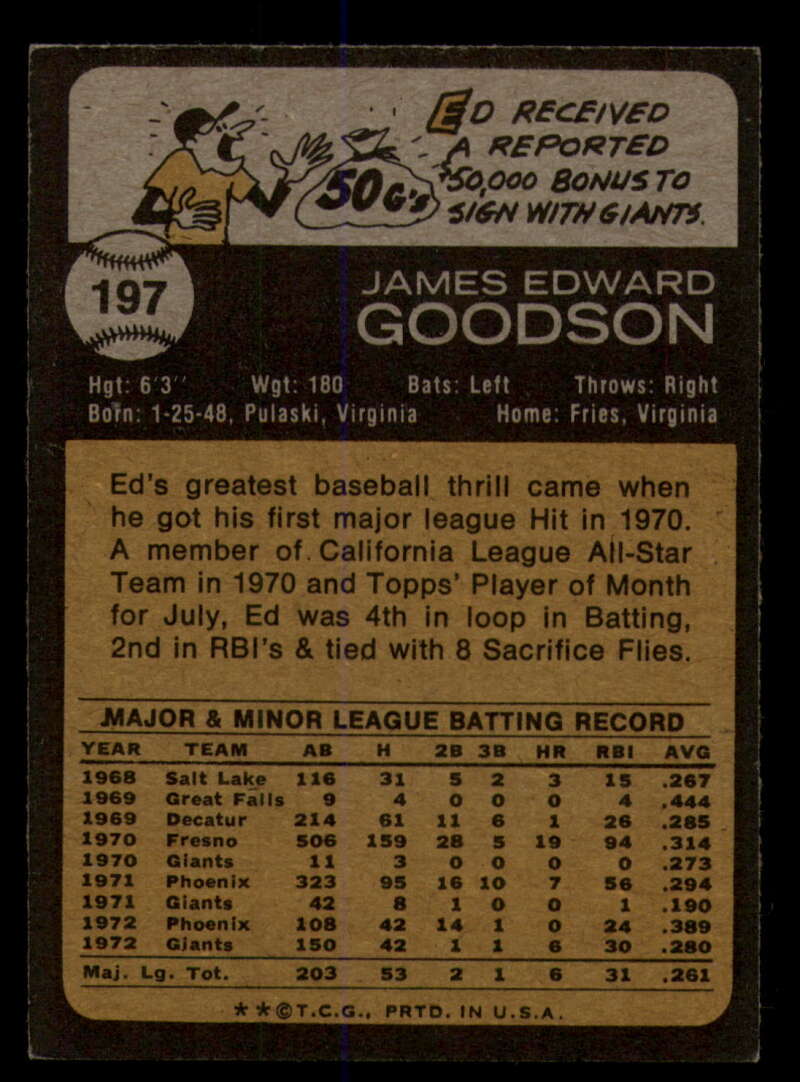 ED RECEIVED
A REPORTED
$50,000 BONUS TO
SIGN WITH GIANTS.
50 G's
197
JAMES EDWARD
GOODSON
Hgt: 6'3" Wgt: 180 Bats: Left Throws: Right
Born: 1-25-48, Pulaski, Virginia Home: Fries, Virginia
Ed's greatest baseball thrill came when
he got his first major league Hit in 1970.
A member of California League All-Star
Team in 1970 and Topps' Player of Month
for July, Ed was 4th in loop in Batting,
2nd in RBI's & tied with 8 Sacrifice Flies.
MAJOR & MINOR LEAGUE BATTING RECORD
YEAR TEAM AB H 2B 3B HR RBI AVG
1968 Salt Lake 116 31 5 2 3 15 .267
1969 Great Falls 9 4 0 0 0 4 .444
1969 Decatur 214 61 11 6 1 26 .285
1970 Fresno 506 159 28 5 19 94 .314
1970 Giants 11 3 0 0 0 0 .273
1971 Phoenix 323 95 16 10 7 56 .294
1971 Giants 42 8 1 0 0 1 .190
1972 Phoenix 108 42 14 1 0 24 .389
1972 Giants 150 42 1 1 6 30 .280
Maj. Lg. Tot. 203 53 2 1 6 31 .261
**©T.C.G., PRTD. IN U.S.A.